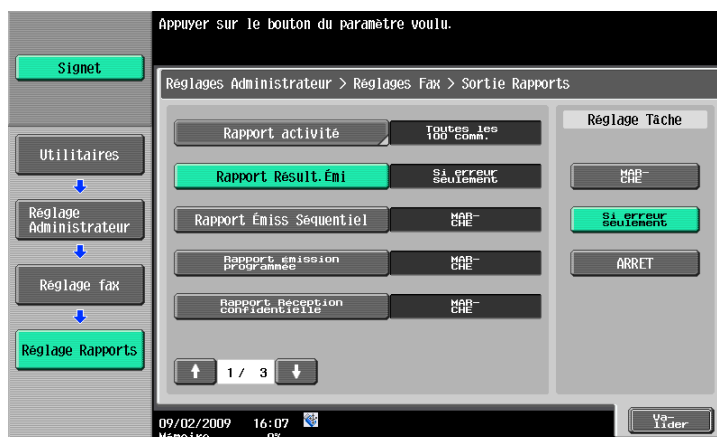 Appuyer sur le bouton du paramètre voulu.
Signet
Réglages Administrateur > Réglages Fax > Sortie Rapports
Utilitaires
Réglage
Administrateur
Réglage fax
Réglage Rapports
Rapport activité
Toutes les
100 comm.
Rapport Résult.Émi
Si erreur
seulement
Rapport Émiss Séquentiel
MAR-
CHE
Rapport émission
programmée
MAR-
CHE
Rapport Réception
confidentielle
MAR-
CHE
1/ 3
Réglage Tâche
MAR-
CHE
Si erreur
seulement
ARRET
09/02/2009 16:07
Mémoire 0%
Va-
lider